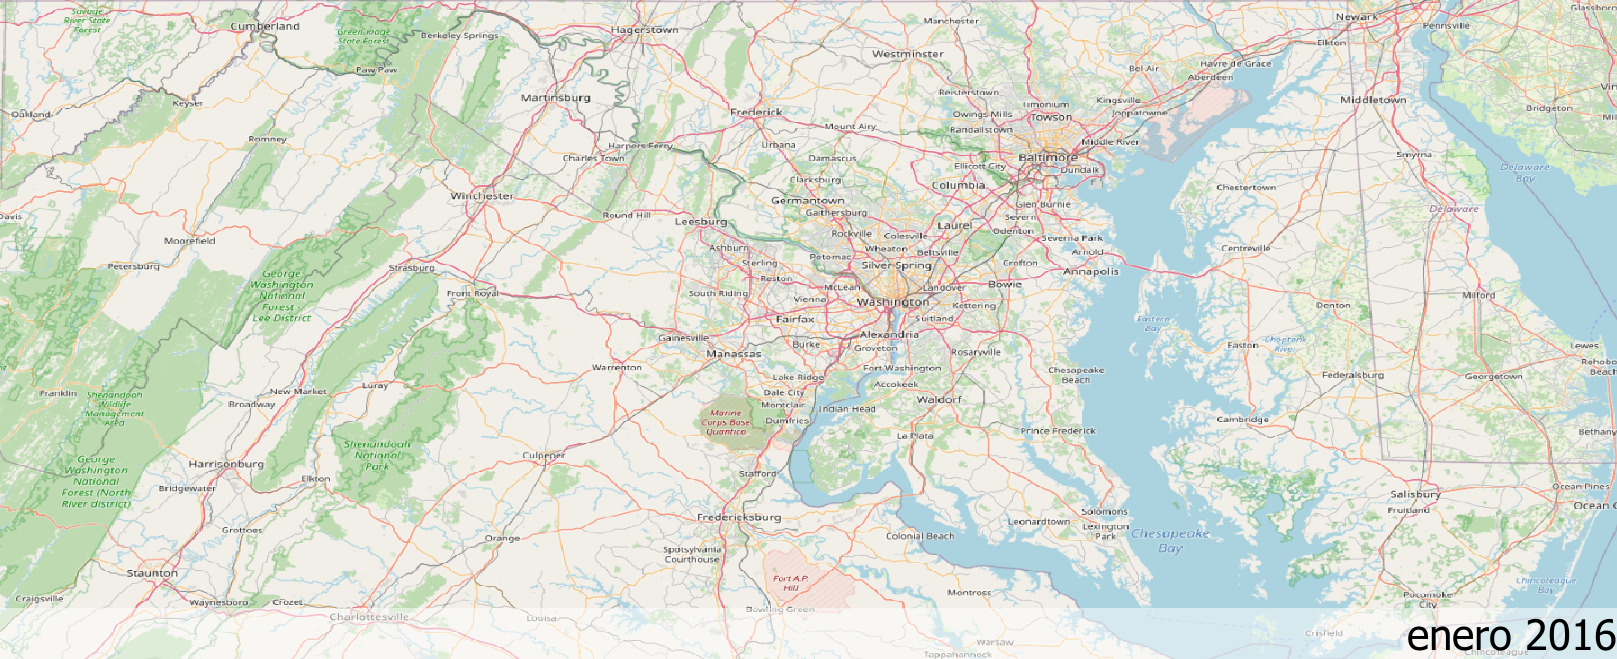 Savage
River State
Forest
Cumberland
Green Ridge
State Forest
Berkeley Springs
Hagerstown
Manchester
Newark
Pennsville
Glassboro
Elkton
Westminster
Paw Paw
Bel Air
Havre de Grace
Aberdeen
Oakland
Keyser
Martinsburg
Reisterstown
Kingsville
Joppatowne
Middletown
Bridgeton
Frederick
Owings Mills
Timonium
Towson
Randallstown
Mount Airy
Romney
Harpers Ferry
Charles Town
Urbana
Damascus
Middle River
Baltimore
Dundalk
Smyrna
Delaware
Bay
Ellicott City
Clarksburg
Columbia
Chestertown
Winchester
Germantown
Gaithersburg
Glen Burnie
Delaware
Davis
Round Hill
Leesburg
Severn
Laurel
Odenton
Moorefield
Rockville
Colesville
Severna Park
Ashburn
Wheaton
Beltsville
Arnold
Centreville
Petersburg
Strasburg
Sterling
Potomac
Silver Spring
Crofton
Annapolis
George
Washington
National
Forest
Lee District
Reston
McLean
Landover
Bowie
Front Royal
South Riding
Vienna
Washington
Kettering
Denton
Milford
Fairfax
Suitland
Eastern
Bay
Gainesville
Burke
Alexandria
Groveton
Rosaryville
Easton
Choptank
River
Lewes
Manassas
Rehobo
Beach
Warrenton
Lake Ridge
Fort Washington
Accokeek
Chesapeake
Beach
Federalsburg
Georgetown
Franklin
Shenandoah
Wildlife
Management
Area
New Market
Luray
Broadway
Dale City
Montclair
Dumfries
Indian Head
Waldorf
Marine
Corps Base
Quantico
Cambridge
Prince Frederick
Bethany
La Plata
Shenandoah
National
Park
Culpeper
George
Washington
National
Forest (North
River district)
Harrisonburg
Bridgewater
Elkton
Stafford
Salisbury
Fruitland
Ocean Pines
Ocean C
Fredericksburg
Solomons
Lexington
Park
Leonardtown
Grottoes
Orange
Colonial Beach
Chesapeake
Bay
Spotsylvania
Courthouse
Staunton
Fort A.P.
Hill
Chincoteague
Bay
Craigsville
Waynesboro
Crozet
Montross
Pocomoke
City
Bowling Green
Charlottesville
Louisa
Warsaw
Tappahannock
Crisfield
Chincoteague
enero 2016